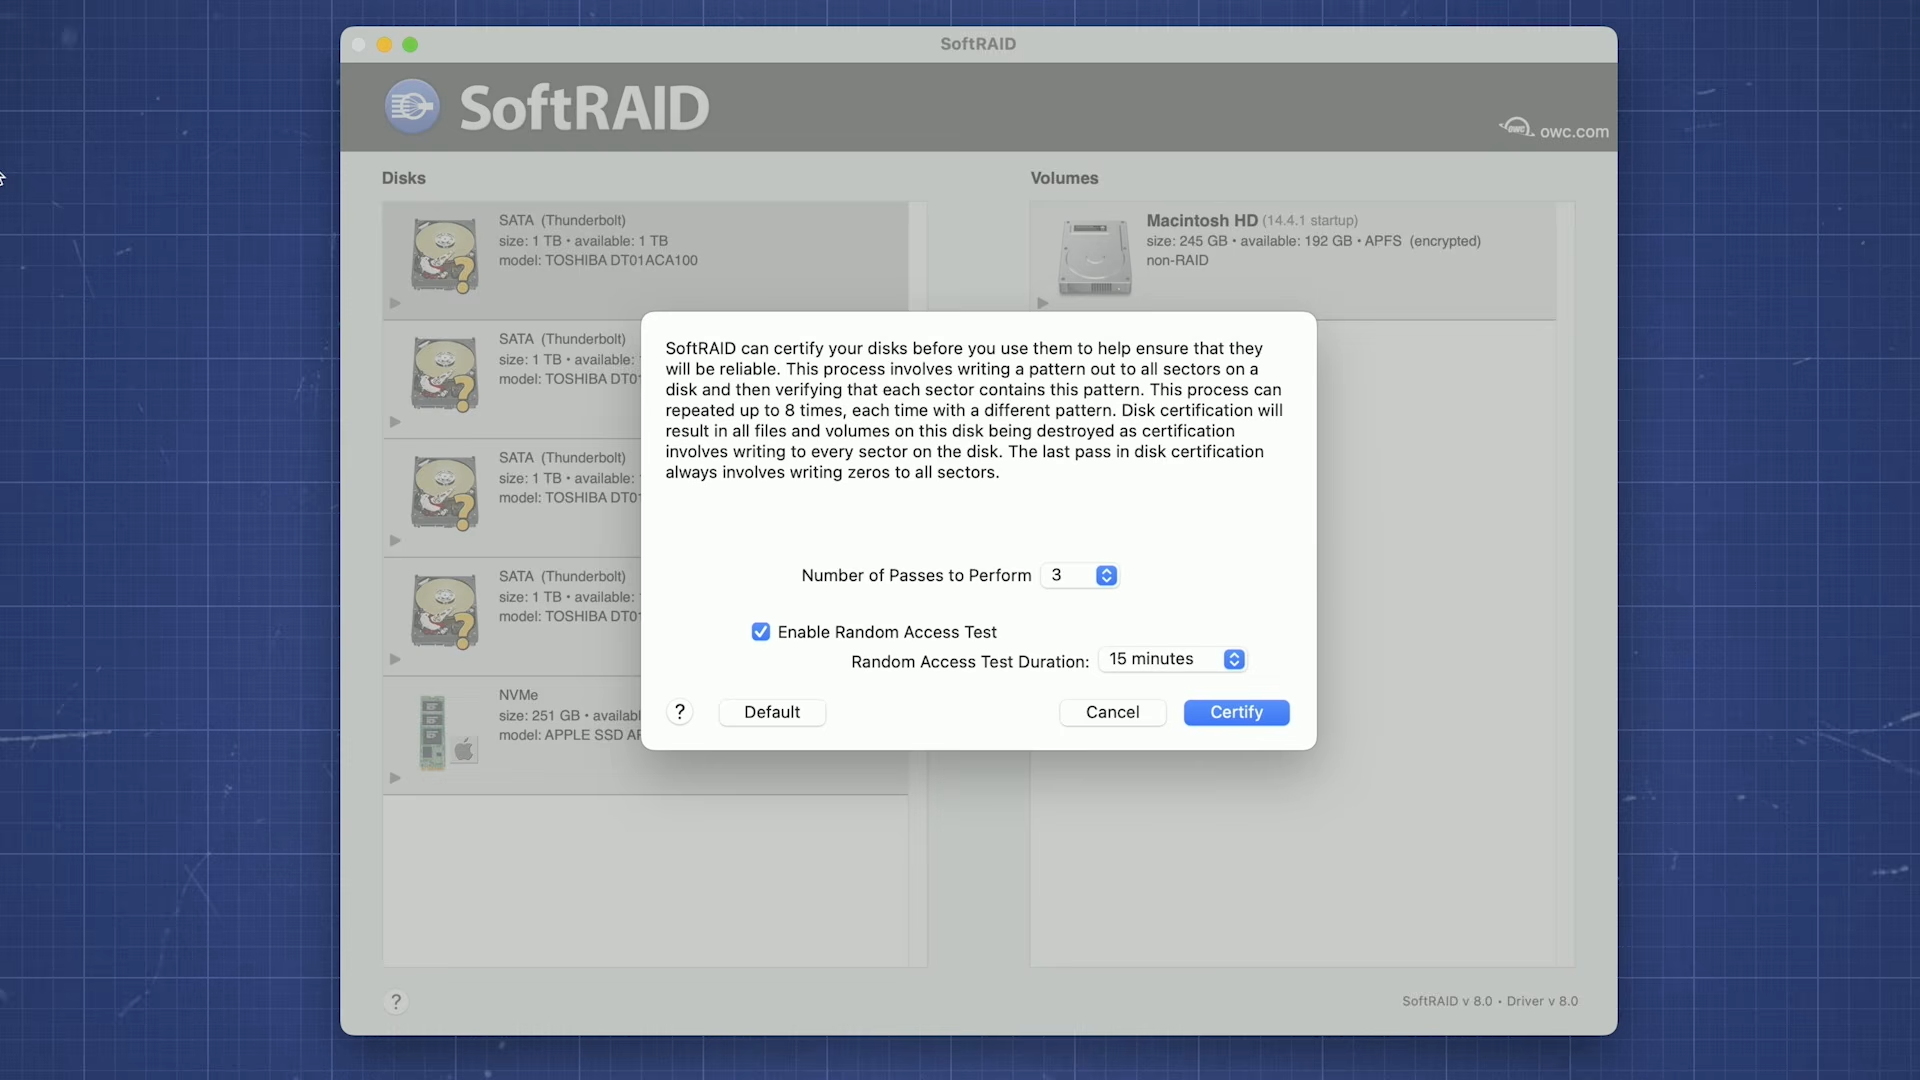 SoftRAID
SoftRAID
OWC owc.com
Disks
SATA (Thunderbolt)
size: 1 TB • available: 1 TB
model: TOSHIBA DT01ACA100
SATA (Thunderbolt)
size: 1 TB • available:
model: TOSHIBA DT0
SATA (Thunderbolt)
size: 1 TB • available:
model: TOSHIBA DT0
SATA (Thunderbolt)
size: 1 TB • available:
model: TOSHIBA DT0
NVMe
size: 251 GB • availabl
model: APPLE SSD A
Volumes
Macintosh HD (14.4.1 startup)
size: 245 GB • available: 192 GB • APFS (encrypted)
non-RAID
SoftRAID can certify your disks before you use them to help ensure that they
will be reliable. This process involves writing a pattern out to all sectors on a
disk and then verifying that each sector contains this pattern. This process can
repeated up to 8 times, each time with a different pattern. Disk certification will
result in all files and volumes on this disk being destroyed as certification
involves writing to every sector on the disk. The last pass in disk certification
always involves writing zeros to all sectors.
Number of Passes to Perform 3
Enable Random Access Test
Random Access Test Duration: 15 minutes
? Default Cancel Certify
?
SoftRAID v 8.0 • Driver v 8.0